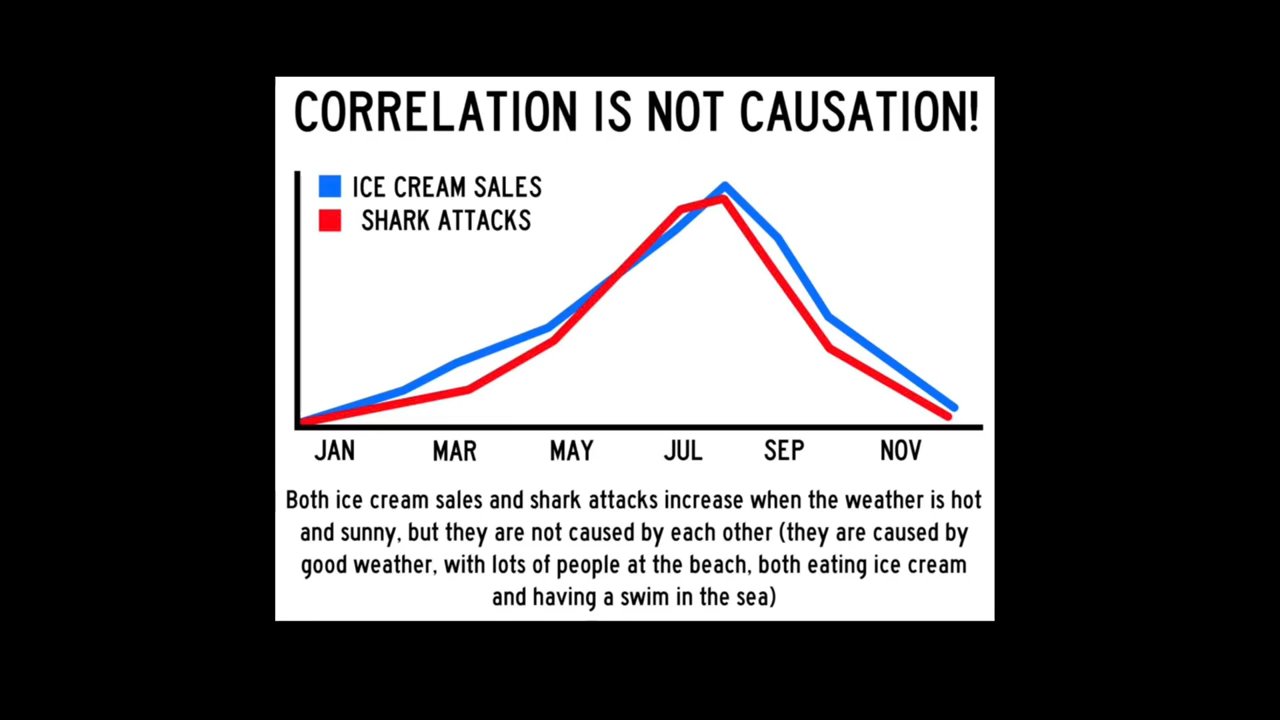 CORRELATION IS NOT CAUSATION!
ICE CREAM SALES
SHARK ATTACKS
JAN MAR MAY JUL SEP NOV
Both ice cream sales and shark attacks increase when the weather is hot
and sunny, but they are not caused by each other (they are caused by
good weather, with lots of people at the beach, both eating ice cream
and having a swim in the sea)